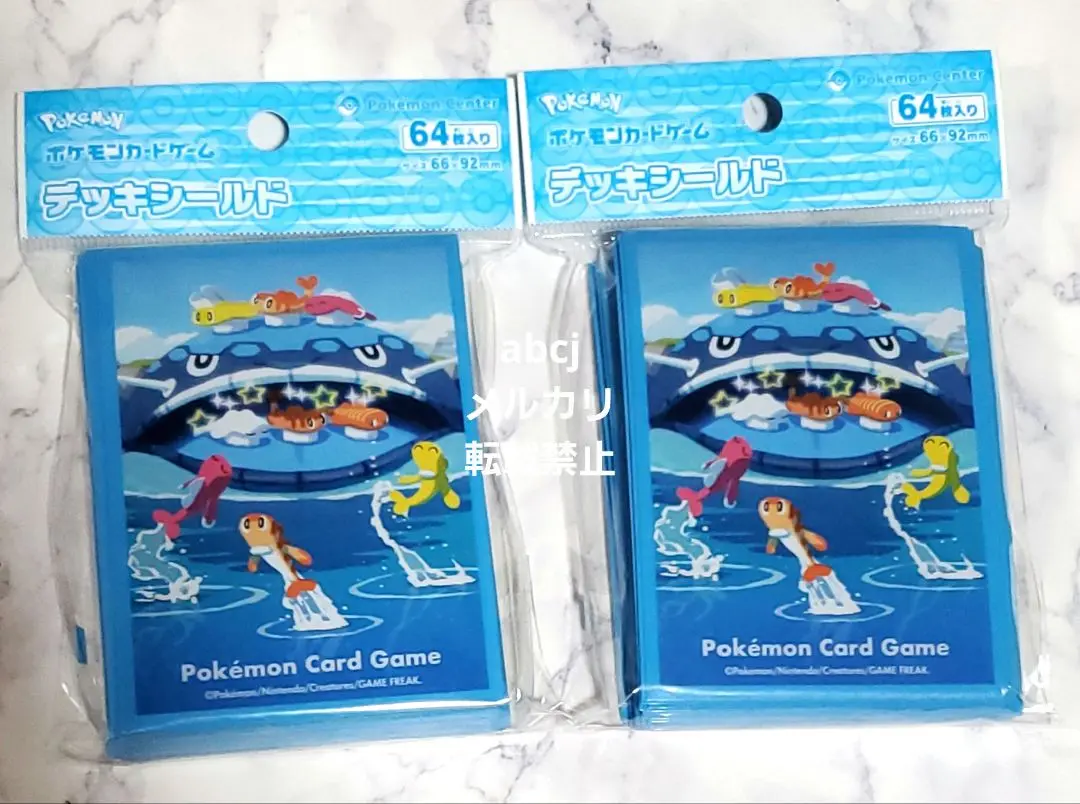 POKÉMON
Pokémon Center
ポケモンカードゲーム
64枚入り
サイズ 66×92mm
デッキシールド
Pokémon Card Game
©Pokémon/Nintendo/Creatures/GAME FREAK.
POKÉMON
Pokémon Center
ポケモンカードゲーム
64枚入り
サイズ 66×92mm
デッキシールド
Pokémon Card Game
©Pokémon/Nintendo/Creatures/GAME FREAK.
abcj
メルカリ
転載禁止